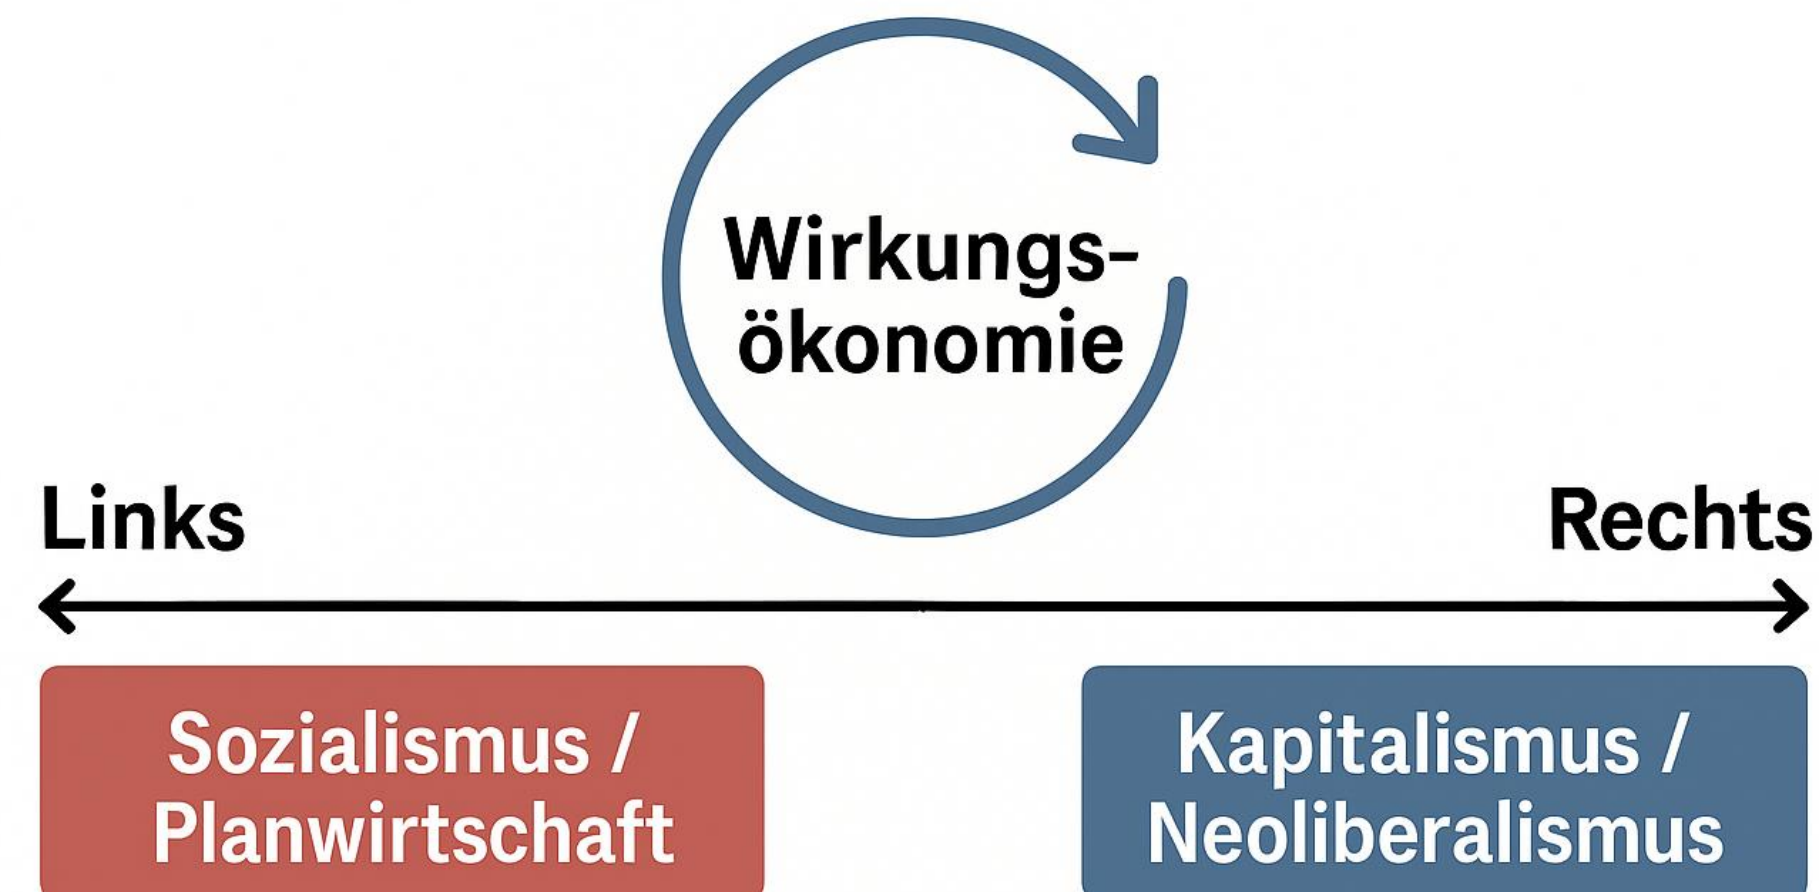 Wirkungs-
ökonomie
Links
Rechts
Sozialismus /
Planwirtschaft
Kapitalismus /
Neoliberalismus